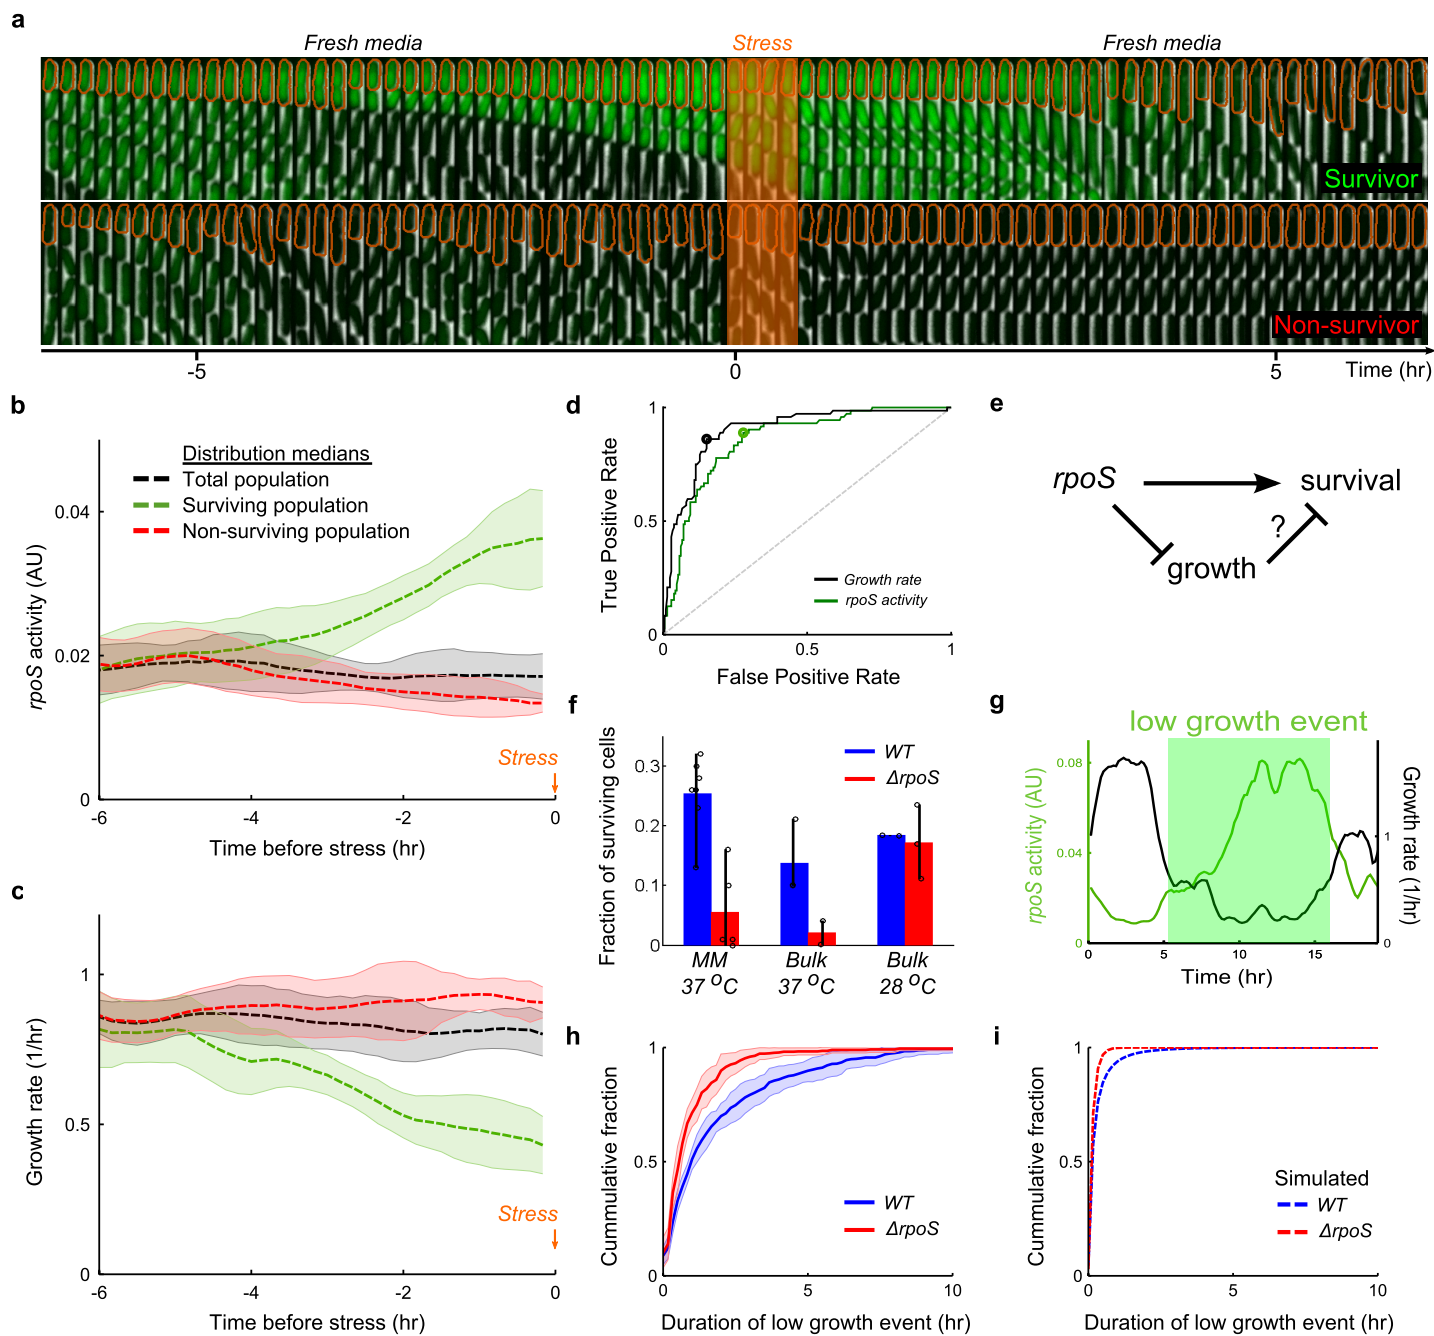 a
Fresh media
Stress
Fresh media
Survivor
Non-survivor
-5
0
5
Time (hr)
b
Distribution medians
Total population
Surviving population
Non-surviving population
0.04
0.02
0
rpoS activity (AU)
Stress
-6
-4
-2
0
Time before stress (hr)
c
1
0.5
0
Growth rate (1/hr)
Stress
-6
-4
-2
0
Time before stress (hr)
d
1
0.5
0
True Positive Rate
Growth rate
rpoS activity
0
0.5
1
False Positive Rate
e
rpoS
survival
?
growth
f
Fraction of surviving cells
0.3
0.2
0.1
0
WT
ΔrpoS
MM
37 °C
Bulk
37 °C
Bulk
28 °C
g
low growth event
rpoS activity (AU)
0.08
0.04
0
Growth rate (1/hr)
1
0
0
5
10
15
Time (hr)
h
1
0.5
0
Cummulative fraction
WT
ΔrpoS
0
5
10
Duration of low growth event (hr)
i
1
0.5
0
Cummulative fraction
Simulated
WT
ΔrpoS
0
5
10
Duration of low growth event (hr)